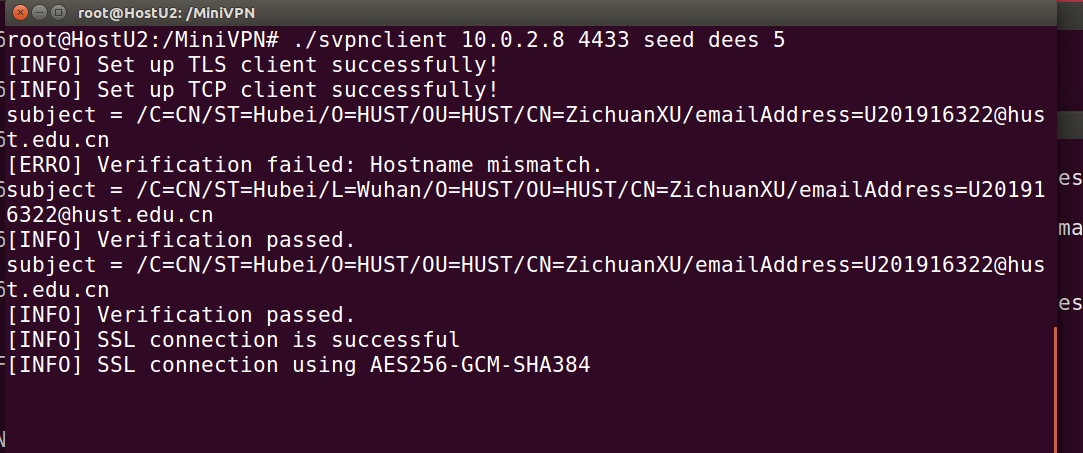 root@HostU2: /MiniVPN
root@HostU2:/MiniVPN# ./svpnclient 10.0.2.8 4433 seed dees 5
[INFO] Set up TLS client successfully!
[INFO] Set up TCP client successfully!
subject = /C=CN/ST=Hubei/O=HUST/OU=HUST/CN=ZichuanXU/emailAddress=U201916322@hus
t.edu.cn
[ERRO] Verification failed: Hostname mismatch.
subject = /C=CN/ST=Hubei/L=Wuhan/O=HUST/OU=HUST/CN=ZichuanXU/emailAddress=U20191
6322@hust.edu.cn
[INFO] Verification passed.
subject = /C=CN/ST=Hubei/O=HUST/OU=HUST/CN=ZichuanXU/emailAddress=U201916322@hus
t.edu.cn
[INFO] Verification passed.
[INFO] SSL connection is successful
[INFO] SSL connection using AES256-GCM-SHA384